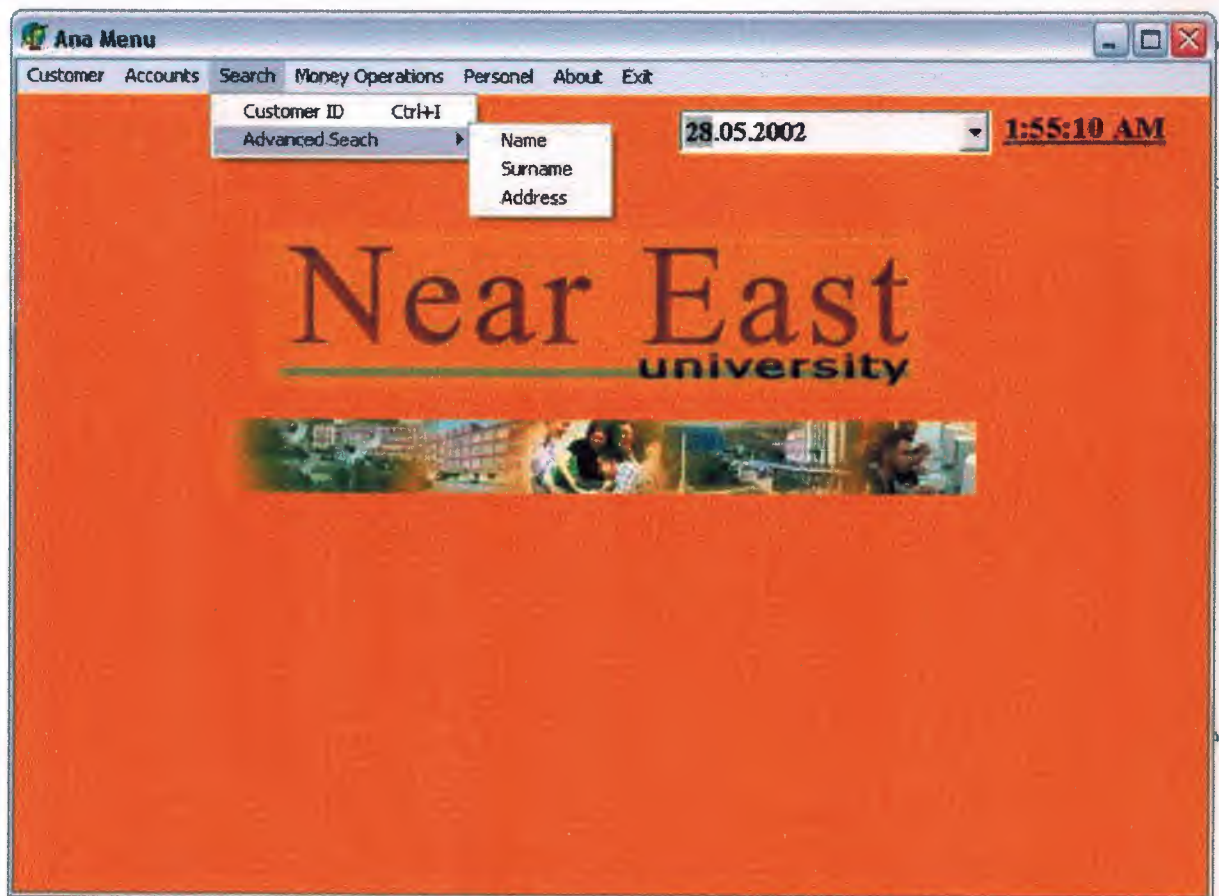 Ana Menu
Customer Accounts Search Money Operations Personel About Exit
Customer ID Ctrl+I
Advanced Seach
Name
Surname
Address
28.05.2002
1:55:10 AM
Near East
university